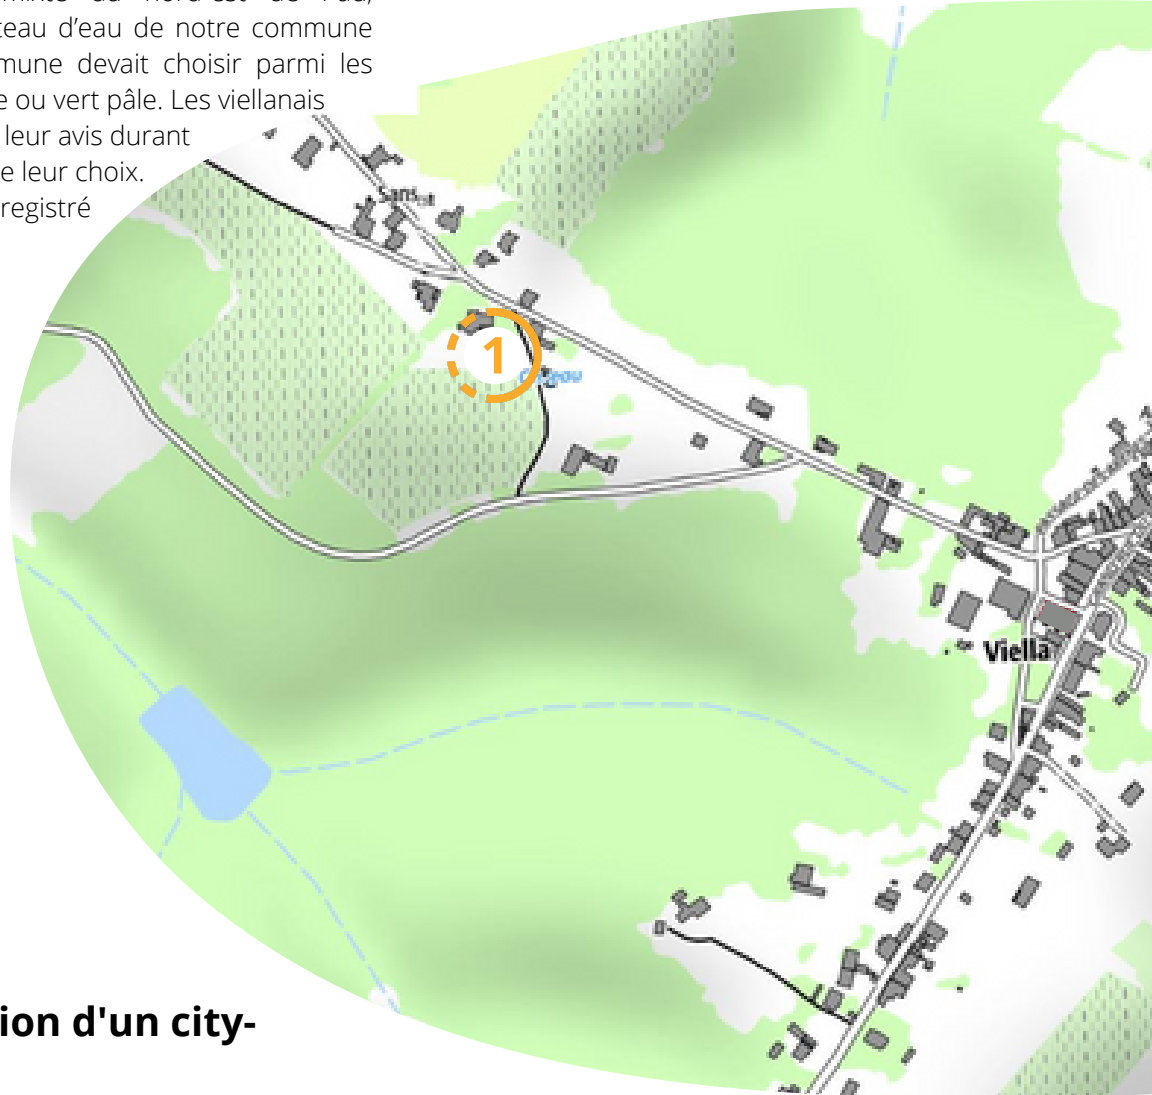 teau d’eau de notre commune
mune devait choisir parmi les
e ou vert pâle. Les viellanais
leur avis durant
e leur choix.
registré
1
Viella
ion d'un city-